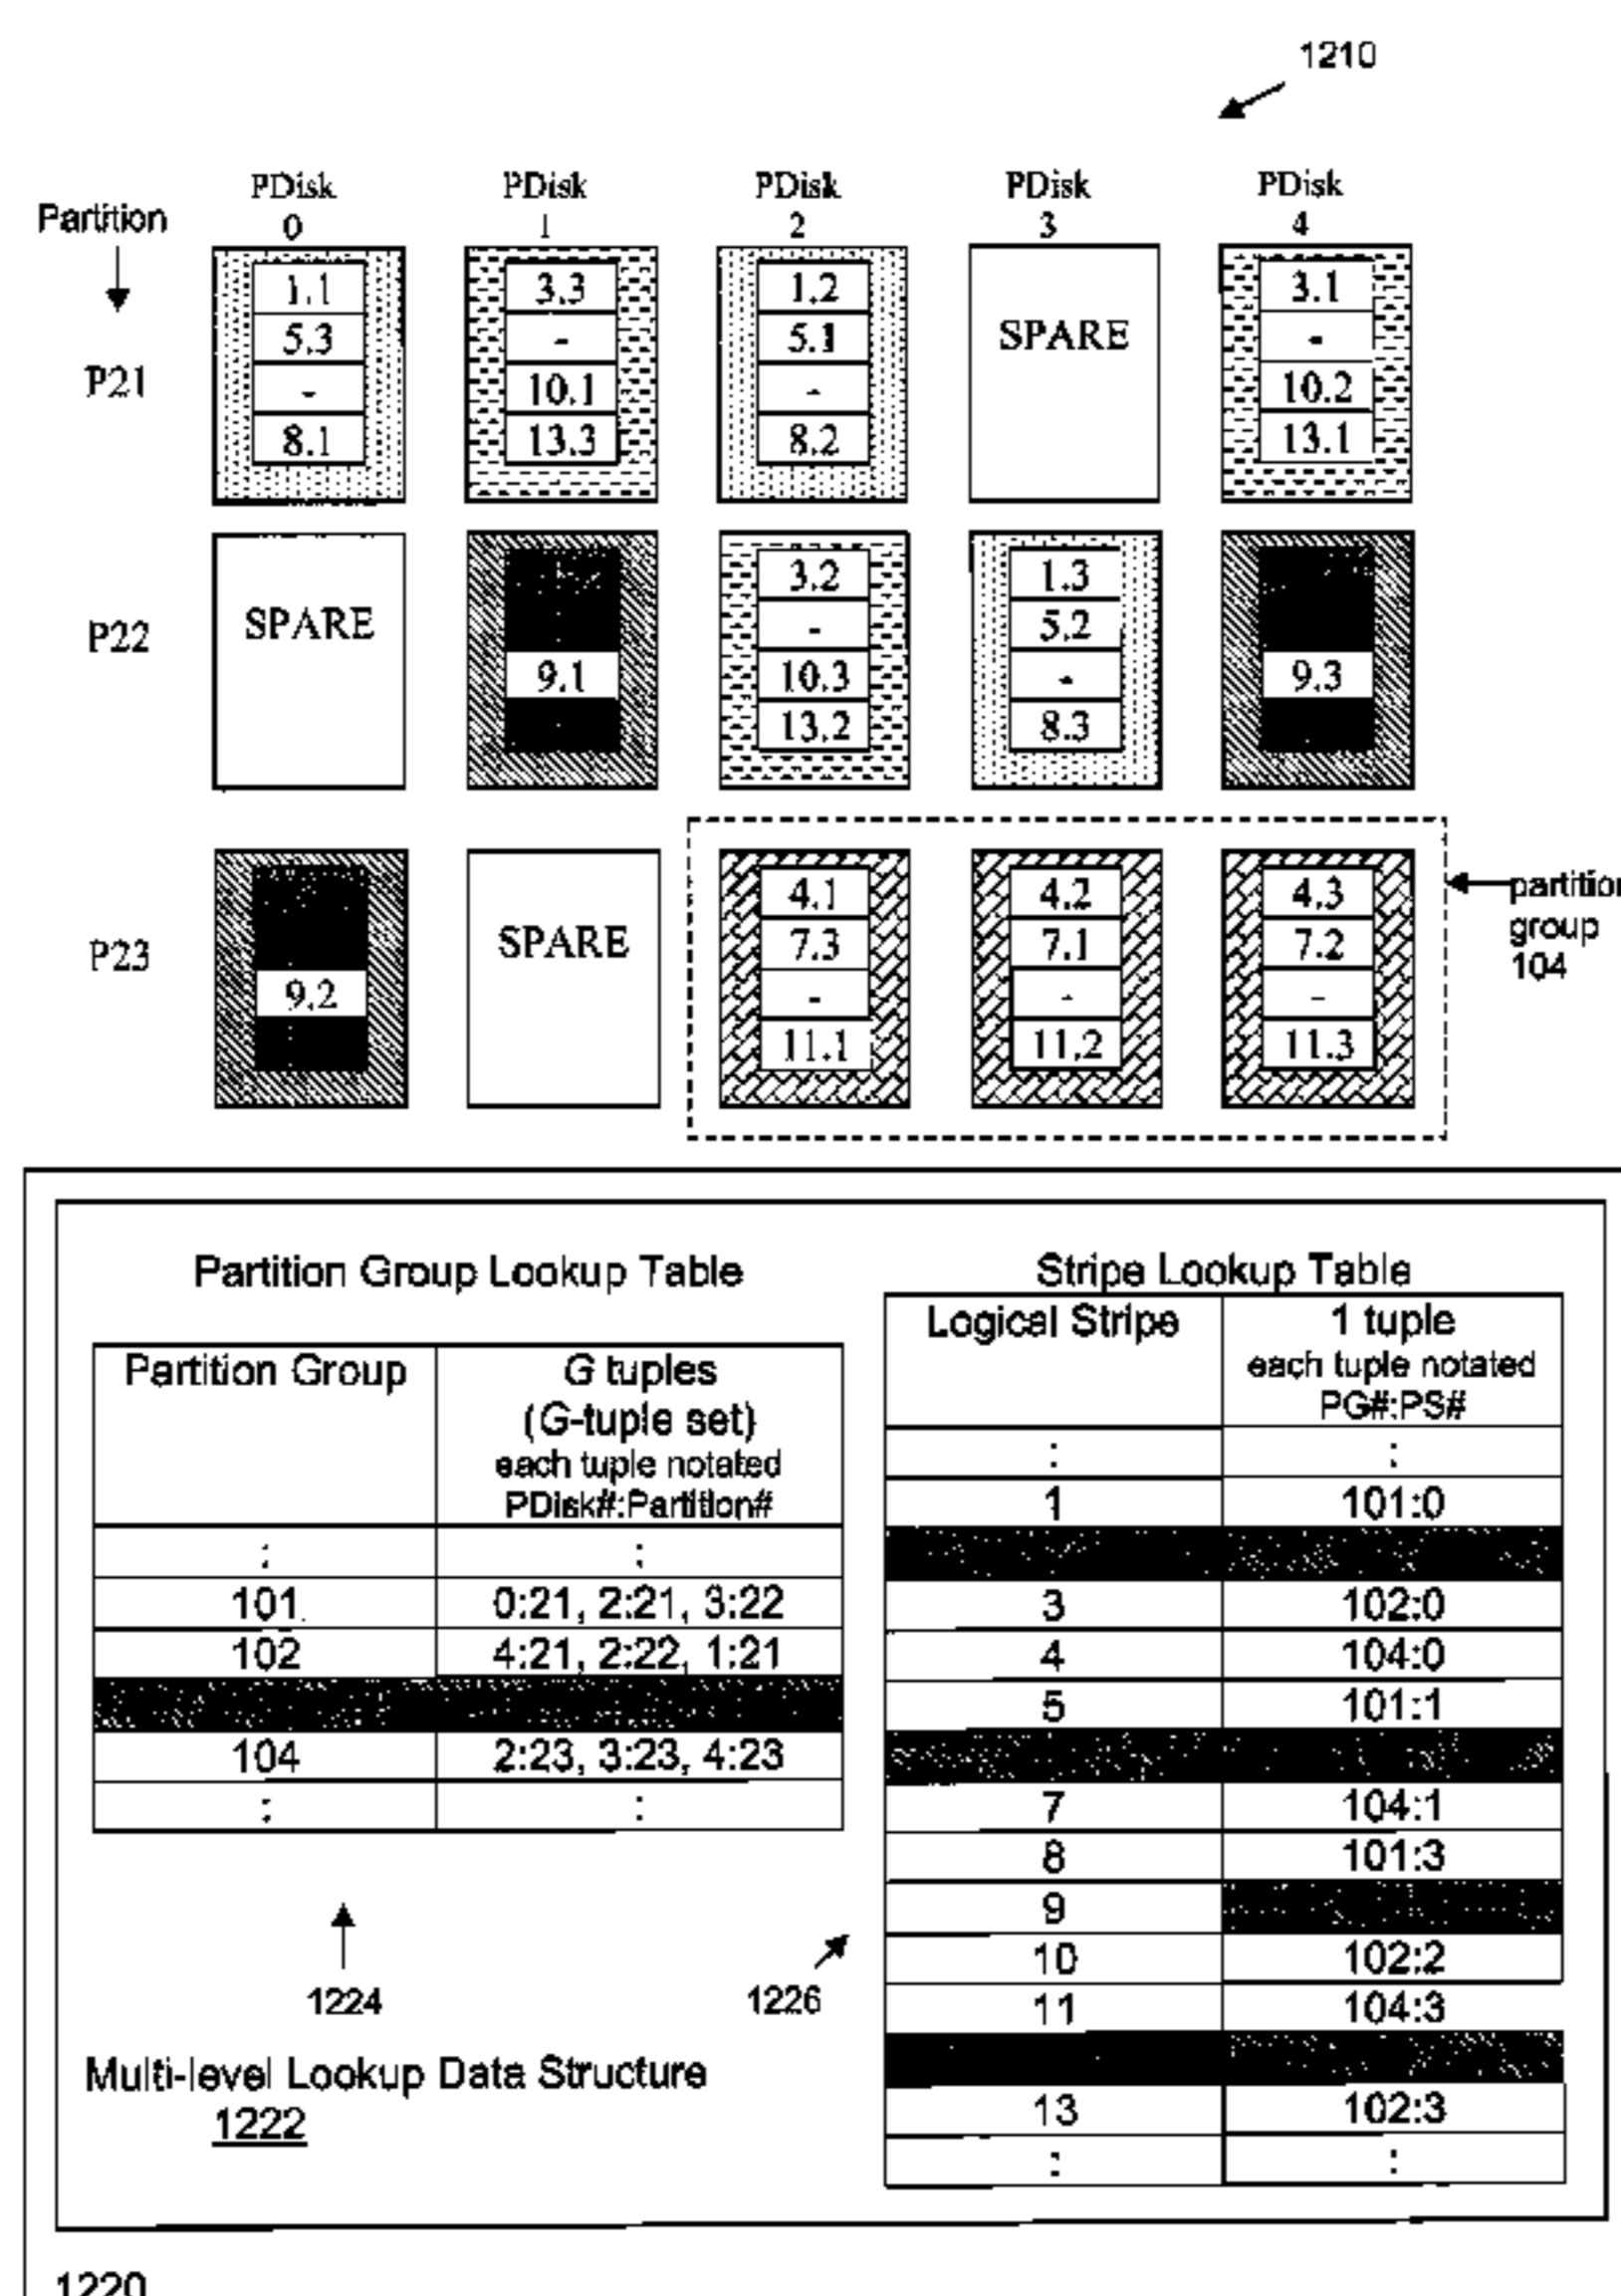 1210
PDisk 0 PDisk 1 PDisk 2 PDisk 3 PDisk 4
Partition
P21
1.1 3.3 1.2 SPARE 3.1
5.3 - 5.1 -
- 10.1 - 10.2
8.1 13.3 8.2 13.1
P22
SPARE 3.2 1.3
- 5.2
9.1 10.3 - 9.3
13.2 8.3
P23
SPARE 4.1 4.2 4.3
7.3 7.1 7.2
9.2 - - -
11.1 11.2 11.3
partition
group
104
Partition Group Lookup Table
Partition Group G tuples
(G-tuple set)
each tuple notated
PDisk#:Partition#
: :
101 0:21, 2:21, 3:22
102 4:21, 2:22, 1:21
104 2:23, 3:23, 4:23
: :
1224
Multi-level Lookup Data Structure
1222
Stripe Lookup Table
Logical Stripe 1 tuple
each tuple notated
PG#:PS#
: :
1 101:0
3 102:0
4 104:0
5 101:1
7 104:1
8 101:3
9
10 102:2
11 104:3
13 102:3
: :
1226
1220